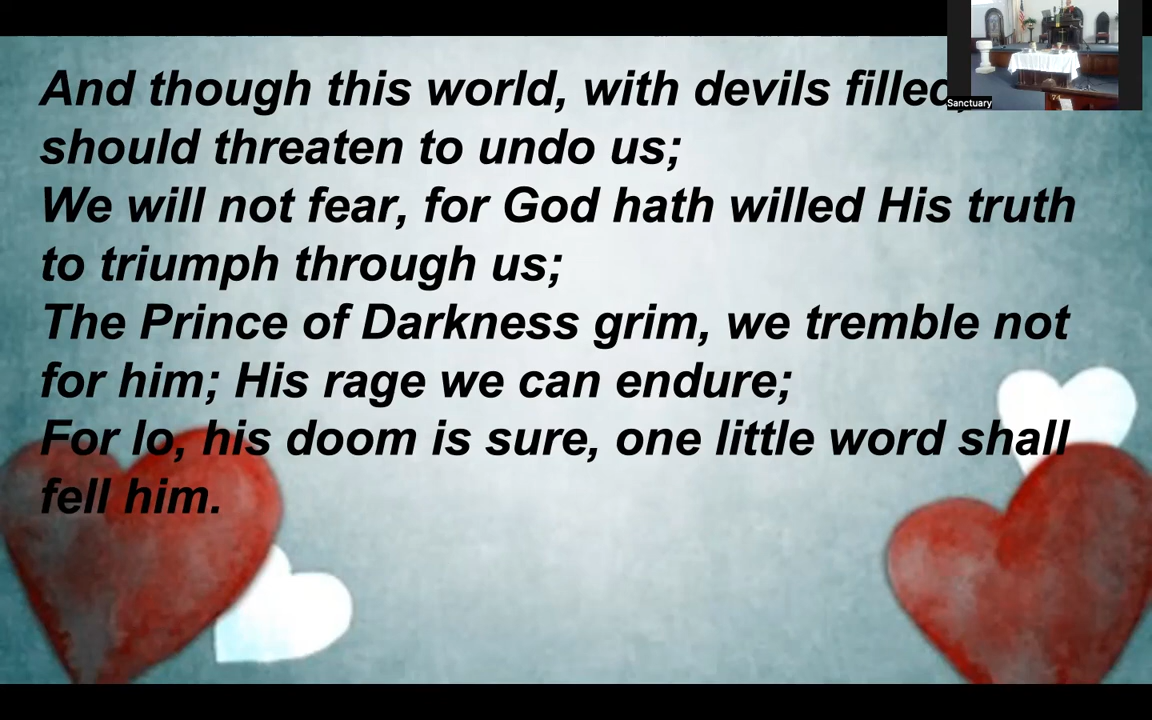 And though this world, with devils filled,
should threaten to undo us;
We will not fear, for God hath willed His truth
to triumph through us;
The Prince of Darkness grim, we tremble not
for him; His rage we can endure;
For lo, his doom is sure, one little word shall
fell him.
Sanctuary